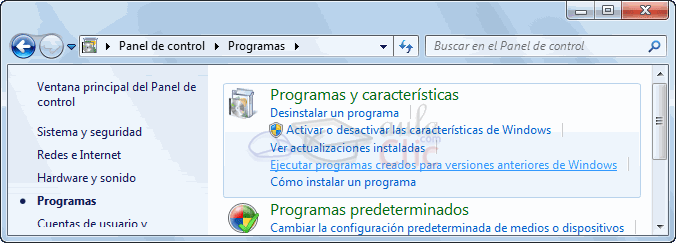 Panel de control Programas
Buscar en el Panel de control
Ventana principal del Panel de
control
Sistema y seguridad
Redes e Internet
Hardware y sonido
Programas
Cuentas de usuario y
Programas y características
Desinstalar un programa
Activar o desactivar las características de Windows
Ver actualizaciones instaladas
Ejecutar programas creados para versiones anteriores de Windows
Cómo instalar un programa
Programas predeterminados
Cambiar la configuración predeterminada de medios o dispositivos
aula
clic
.com